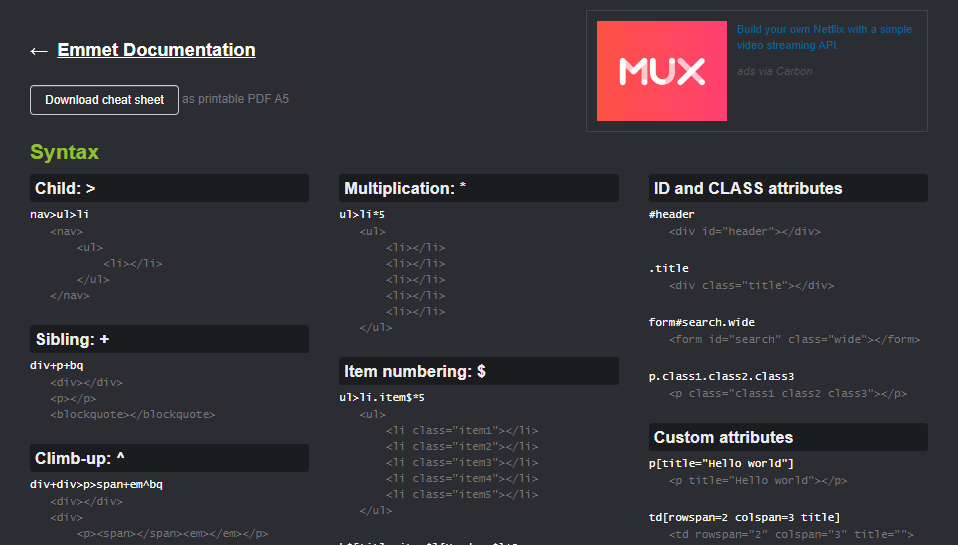 ← Emmet Documentation
Download cheat sheet as printable PDF A5
MUX
Build your own Netflix with a simple
video streaming API.
ads via Carbon
Syntax
Child: >
nav>ul>li
<nav>
<ul>
<li></li>
</ul>
</nav>
Sibling: +
div+p+bq
<div></div>
<p></p>
<blockquote></blockquote>
Climb-up: ^
div+div>p>span+em^bq
<div></div>
<div>
<p><span></span><em></em></p>
Multiplication: *
ul>li*5
<ul>
<li></li>
<li></li>
<li></li>
<li></li>
<li></li>
</ul>
Item numbering: $
ul>li.item$*5
<ul>
<li class="item1"></li>
<li class="item2"></li>
<li class="item3"></li>
<li class="item4"></li>
<li class="item5"></li>
</ul>
ID and CLASS attributes
#header
<div id="header"></div>
.title
<div class="title"></div>
form#search.wide
<form id="search" class="wide"></form>
p.class1.class2.class3
<p class="class1 class2 class3"></p>
Custom attributes
p[title="Hello world"]
<p title="Hello world"></p>
td[rowspan=2 colspan=3 title]
<td rowspan="2" colspan="3" title="">